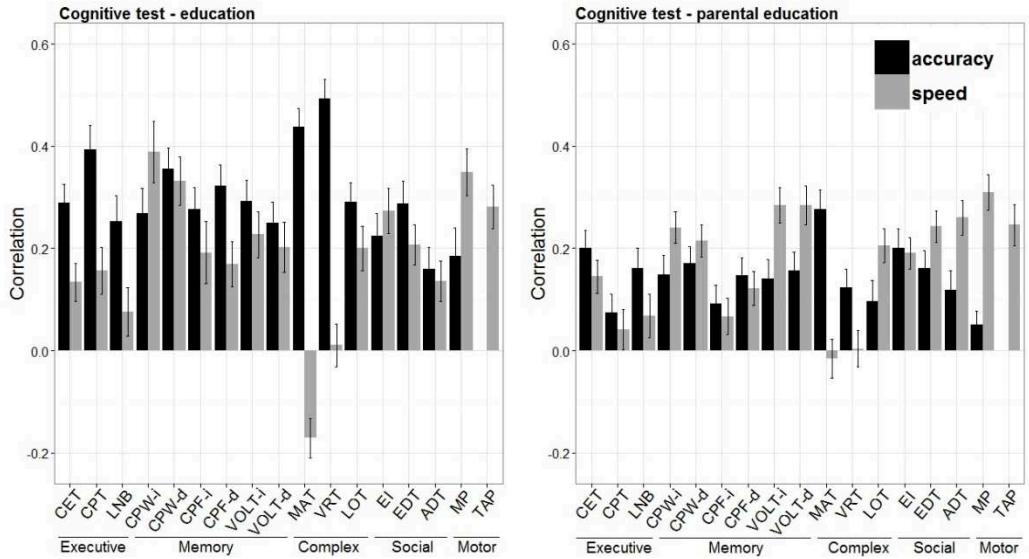 Cognitive test - education
0.6
0.4
0.2
0.0
-0.2
Correlation
CET
CPT
LNB
CPW-i
CPW-d
CPF-i
CPF-d
VOLT-i
VOLT-d
MAT
VRT
LOT
EI
EDT
ADT
MP
TAP
Executive Memory Complex Social Motor
Cognitive test - parental education
accuracy
speed
0.6
0.4
0.2
0.0
-0.2
Correlation
CET
CPT
LNB
CPW-i
CPW-d
CPF-i
CPF-d
VOLT-i
VOLT-d
MAT
VRT
LOT
EI
EDT
ADT
MP
TAP
Executive Memory Complex Social Motor